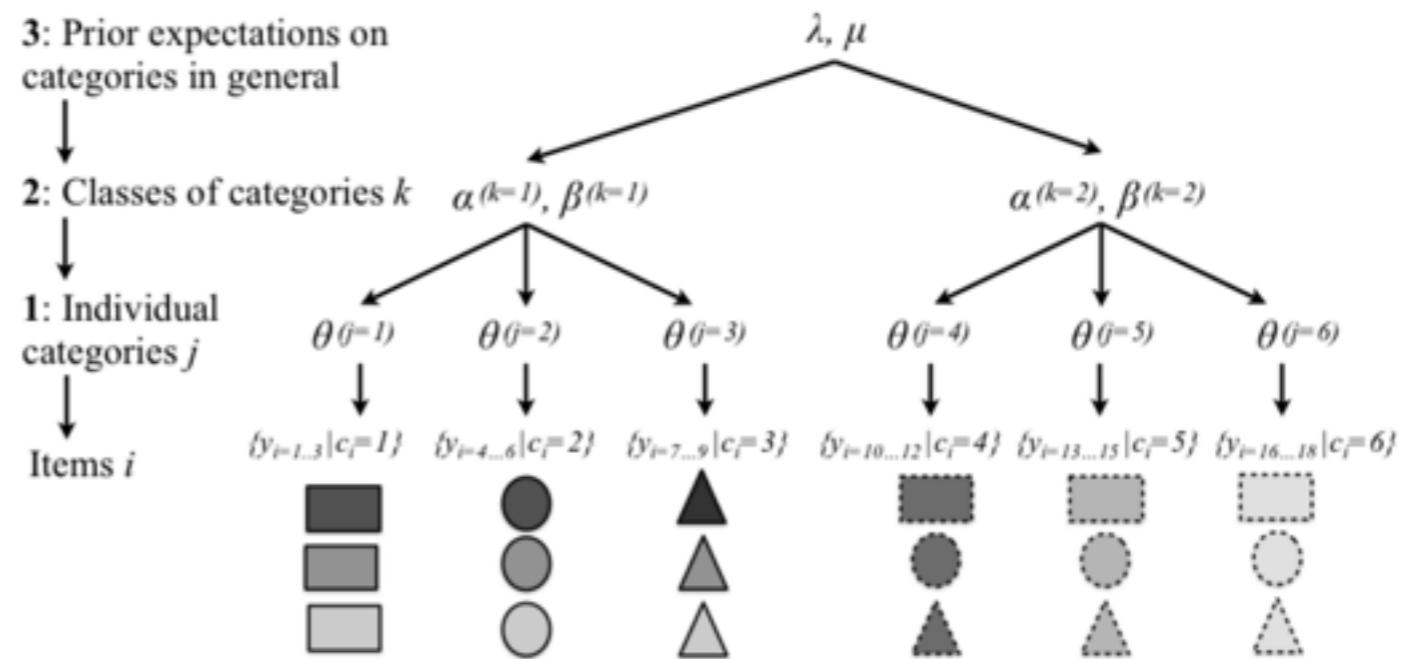 3: Prior expectations on
categories in general
λ, μ
2: Classes of categories k
α(k=1), β(k=1)
α(k=2), β(k=2)
1: Individual
categories j
θ(j=1)
θ(j=2)
θ(j=3)
θ(j=4)
θ(j=5)
θ(j=6)
Items i
{yi=1..3|ci=1}
{yi=4...6|ci=2}
{yi=7...9|ci=3}
{yi=10...12|ci=4}
{yi=13...15|ci=5}
{yi=16...18|ci=6}